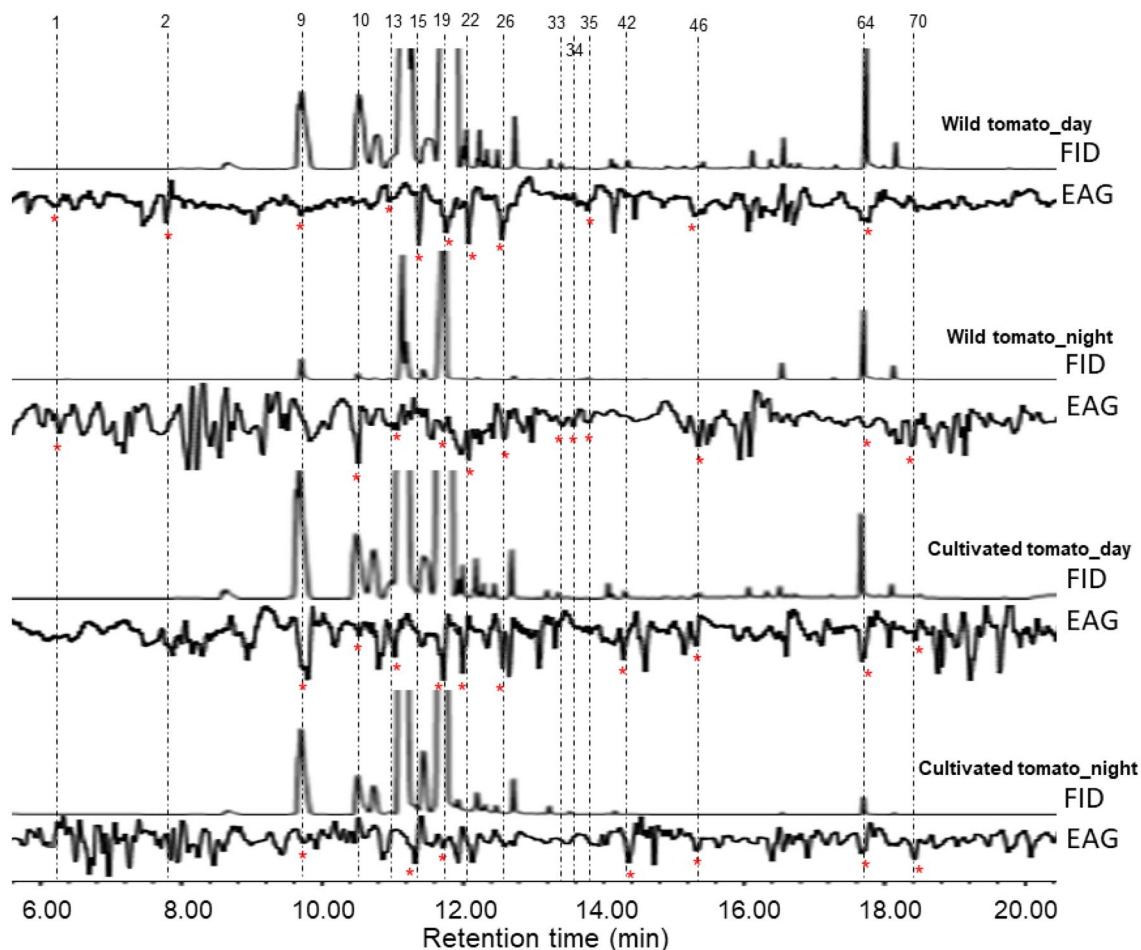 1 2 9 10 13 15 19 22 26 33 34 35 42 46 64 70
Wild tomato_day
FID
EAG
* * * * * * * * * * *
Wild tomato_night
FID
EAG
* * * * * * * * * * * *
Cultivated tomato_day
FID
EAG
* * * * * * * * * *
Cultivated tomato_night
FID
EAG
* * * * * * *
6.00 8.00 10.00 12.00 14.00 16.00 18.00 20.00
Retention time (min)